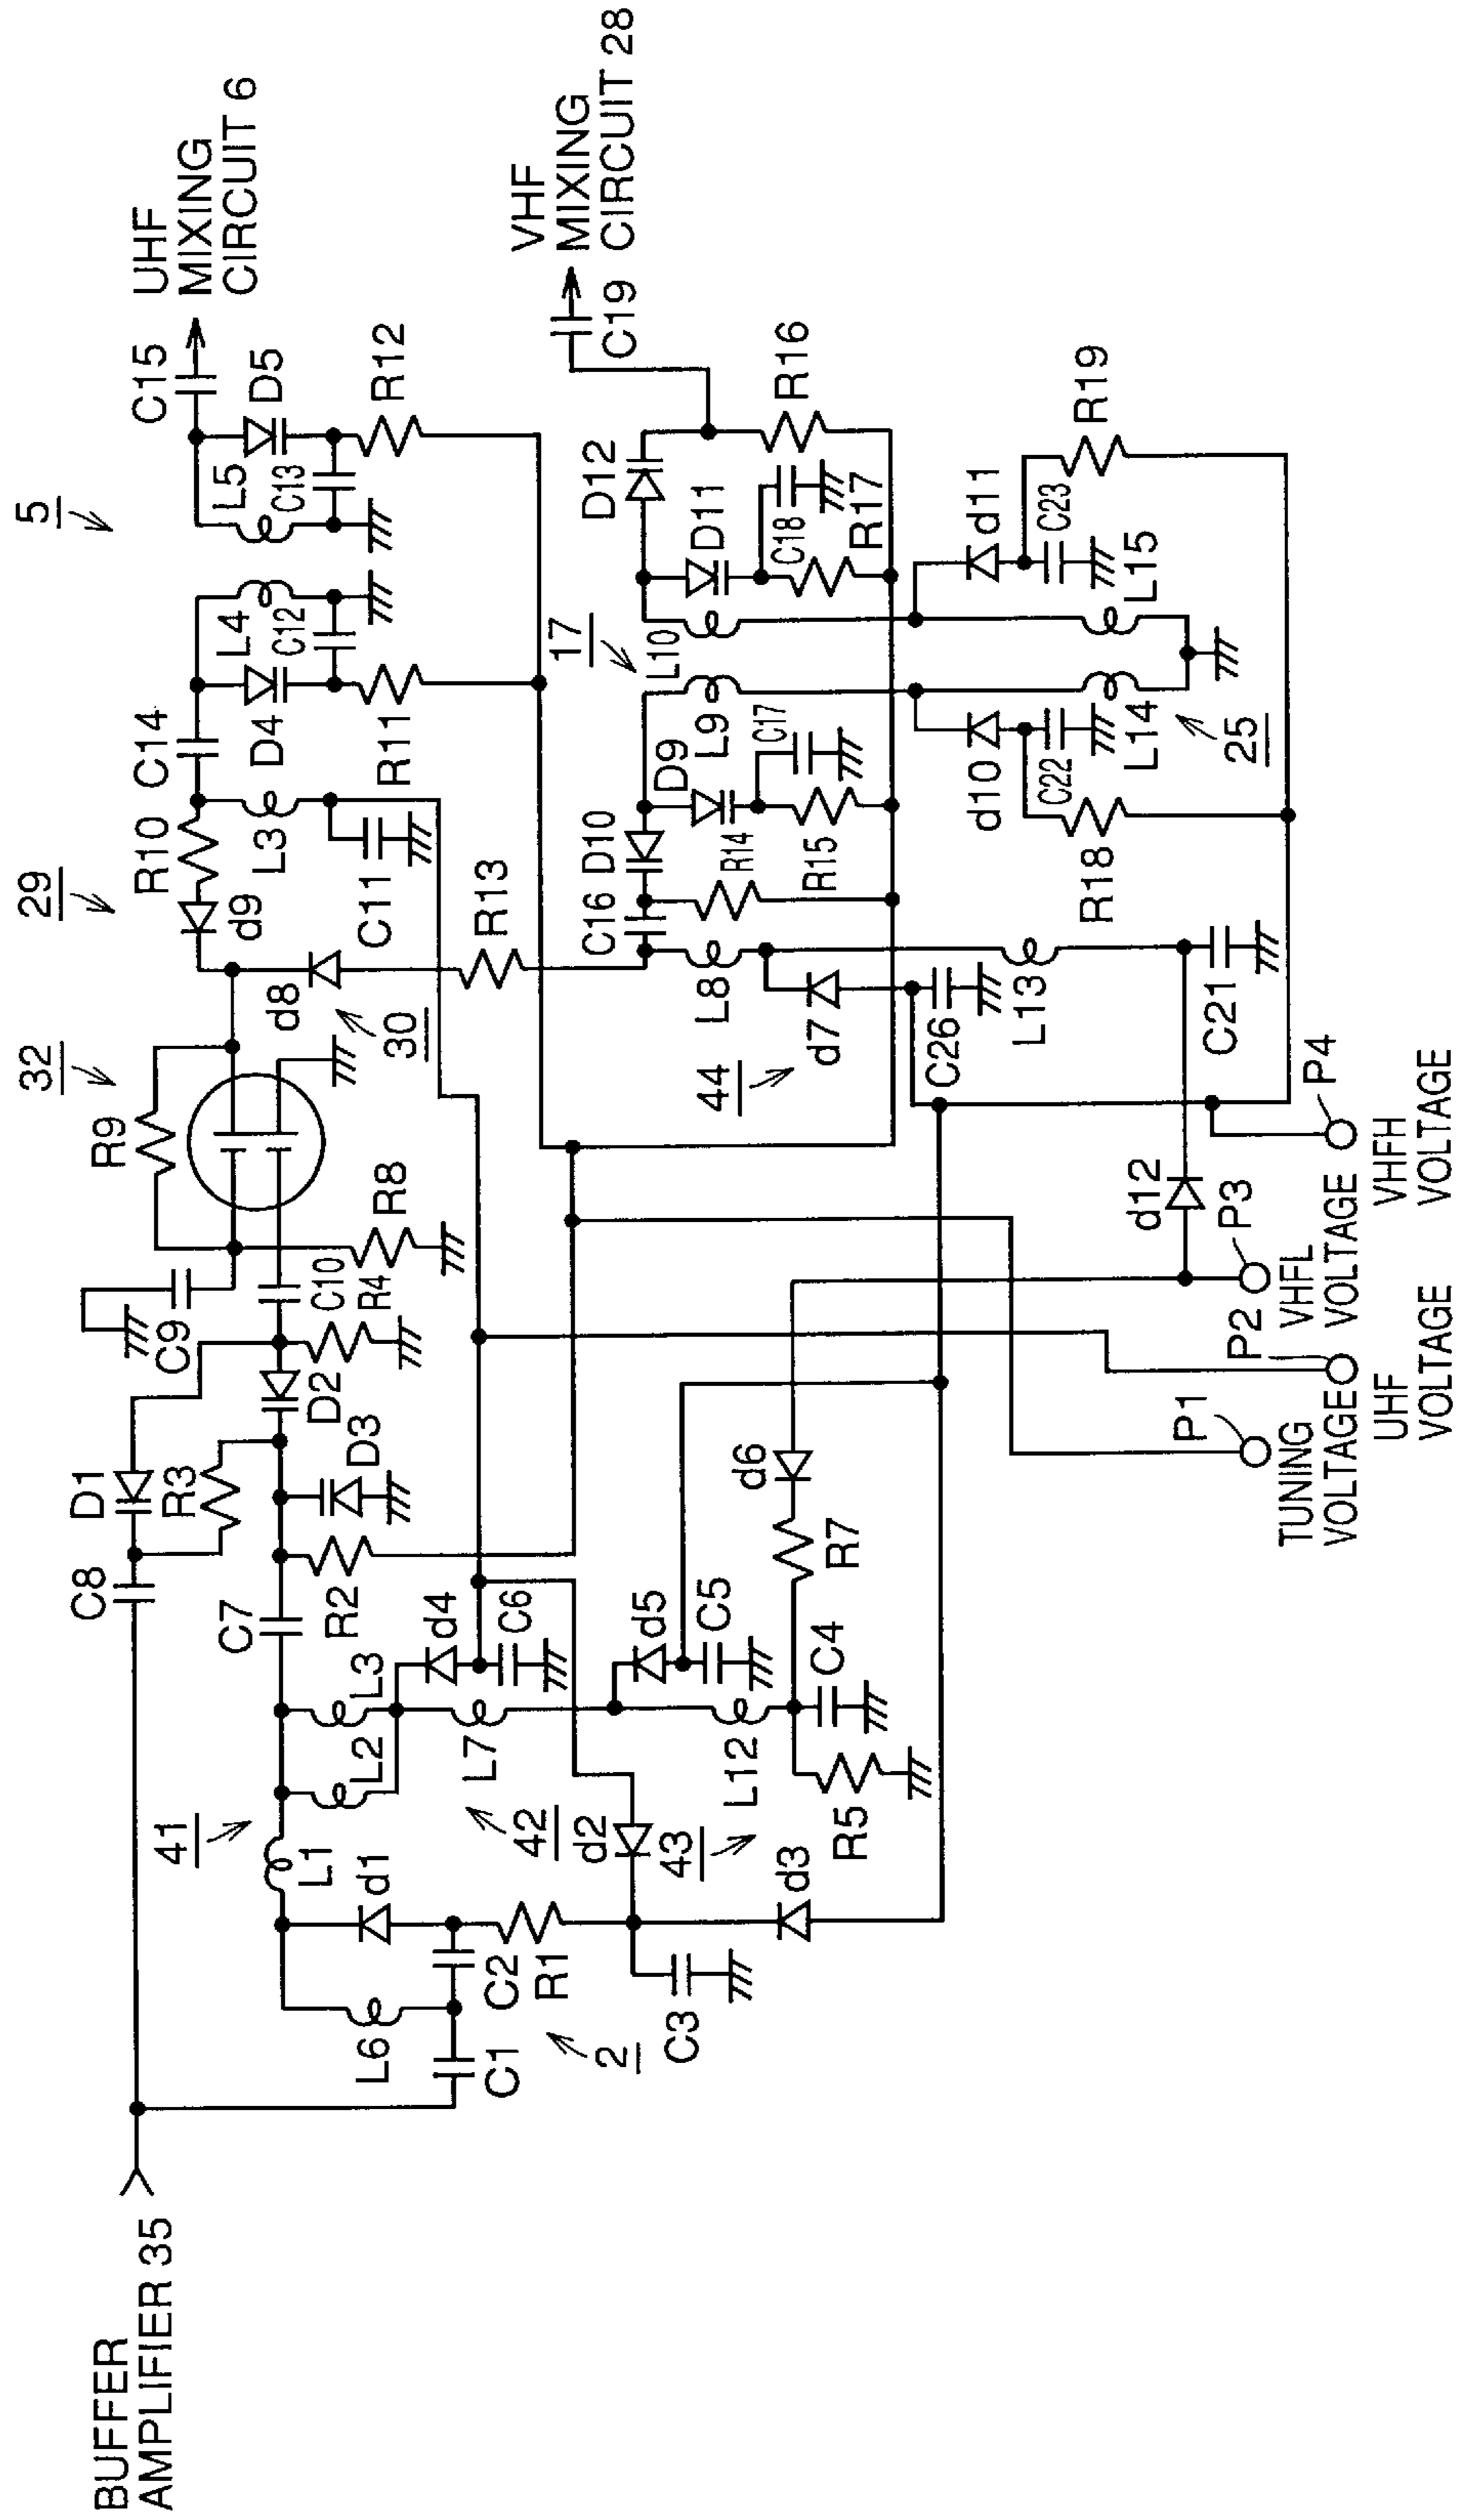 BUFFER
AMPLIFIER 35
C8
D1
R3
C9
R9
32
29
R10
d9
C14
L4
C12
D4
R11
5
L5
C13
C15
D5
R12
UHF
MIXING
CIRCUIT 6
41
L1
C7
R2
D3
D2
C10
R4
R8
d8
30
L3
C11
R13
L6
d1
L2
L3
d4
C6
C1
C2
R1
2
42
L7
d5
C5
C16
D10
D9
L9
R14
R15
C17
17
L10
D12
D11
C18
R17
R16
C19
VHF
MIXING
CIRCUIT 28
C3
d2
43
L12
d3
R5
C4
R7
d6
44
L8
d7
C26
L13
C21
R18
d10
C22
L14
25
L15
d11
C23
R19
d12
P1
TUNING
VOLTAGE
P2
UHF
VOLTAGE
P3
VHFL
VOLTAGE
P4
VHFH
VOLTAGE